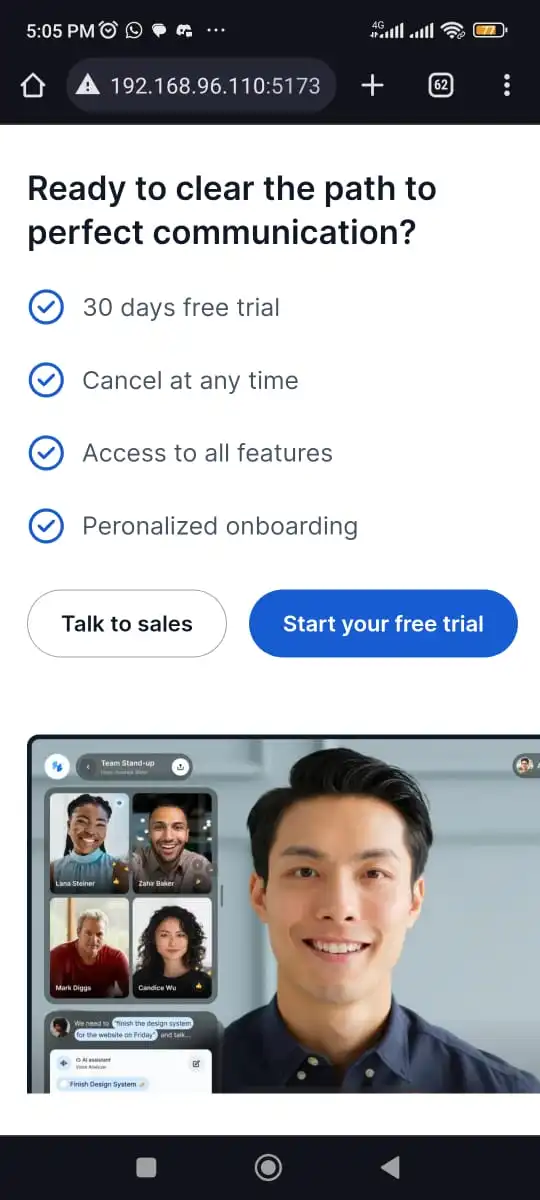 5:05 PM
4G
77
192.168.96.110:5173
62
Ready to clear the path to
perfect communication?
30 days free trial
Cancel at any time
Access to all features
Peronalized onboarding
Talk to sales
Start your free trial
Team Stand-up
Lana Steiner
Zahir Baker
Mark Diggs
Candice Wu
We need to "finish the design system
for the website on Friday" and talk...
AI assistant
Finish Design System